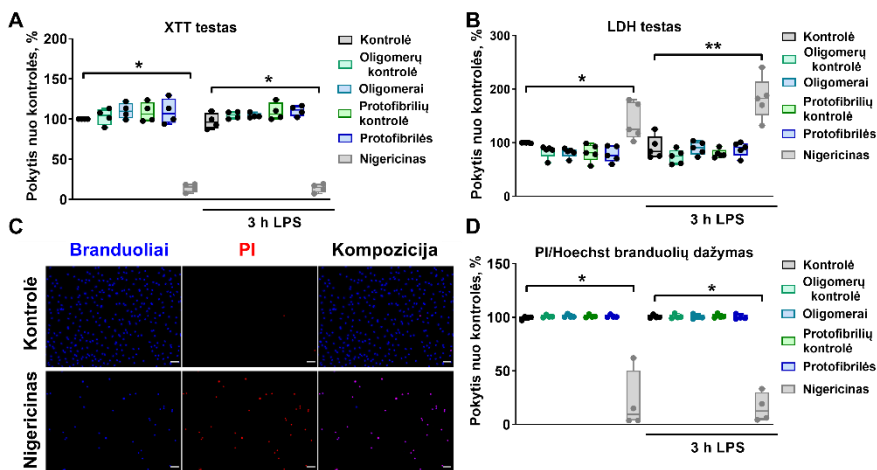 A
XTT testas
Pokytis nuo kontrolės, %
150
100
50
0
*
*
3 h LPS
Kontrolė
Oligomerų
kontrolė
Oligomerai
Protofibrilių
kontrolė
Protofibrilės
Nigericinas
B
LDH testas
Pokytis nuo kontrolės, %
300
200
100
0
*
**
3 h LPS
Kontrolė
Oligomerų
kontrolė
Oligomerai
Protofibrilių
kontrolė
Protofibrilės
Nigericinas
C
Branduoliai
PI
Kompozicija
Kontrolė
Nigericinas
D
PI/Hoechst branduolių dažymas
Pokytis nuo kontrolės, %
150
100
50
0
*
*
3 h LPS
Kontrolė
Oligomerų
kontrolė
Oligomerai
Protofibrilių
kontrolė
Protofibrilės
Nigericinas